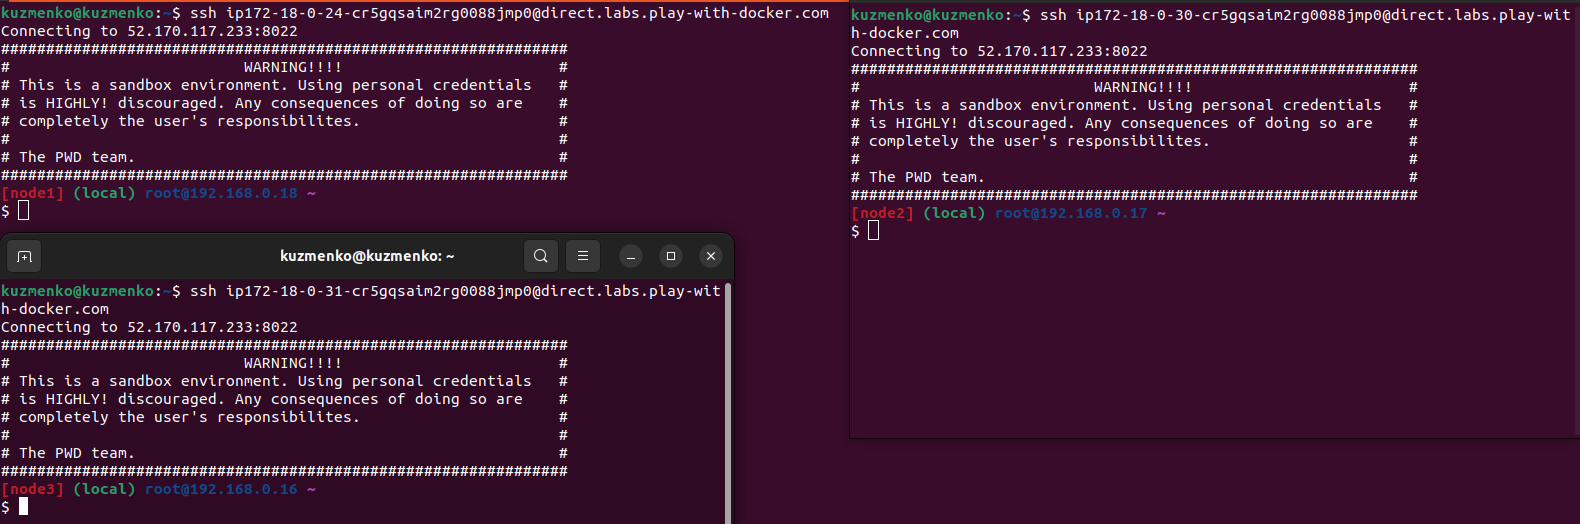 kuzmenko@kuzmenko:~$ ssh ip172-18-0-24-cr5gqsaim2rg0088jmp0@direct.labs.play-with-docker.com
Connecting to 52.170.117.233:8022
###############################################################
#                          WARNING!!!!                        #
# This is a sandbox environment. Using personal credentials   #
# is HIGHLY! discouraged. Any consequences of doing so are    #
# completely the user's responsibilites.                      #
#                                                             #
# The PWD team.                                               #
###############################################################
[node1] (local) root@192.168.0.18 ~
$
kuzmenko@kuzmenko:~$ ssh ip172-18-0-30-cr5gqsaim2rg0088jmp0@direct.labs.play-wit
h-docker.com
Connecting to 52.170.117.233:8022
###############################################################
#                          WARNING!!!!                        #
# This is a sandbox environment. Using personal credentials   #
# is HIGHLY! discouraged. Any consequences of doing so are    #
# completely the user's responsibilites.                      #
#                                                             #
# The PWD team.                                               #
###############################################################
[node2] (local) root@192.168.0.17 ~
$
kuzmenko@kuzmenko: ~
kuzmenko@kuzmenko:~$ ssh ip172-18-0-31-cr5gqsaim2rg0088jmp0@direct.labs.play-wit
h-docker.com
Connecting to 52.170.117.233:8022
###############################################################
#                          WARNING!!!!                        #
# This is a sandbox environment. Using personal credentials   #
# is HIGHLY! discouraged. Any consequences of doing so are    #
# completely the user's responsibilites.                      #
#                                                             #
# The PWD team.                                               #
###############################################################
[node3] (local) root@192.168.0.16 ~
$